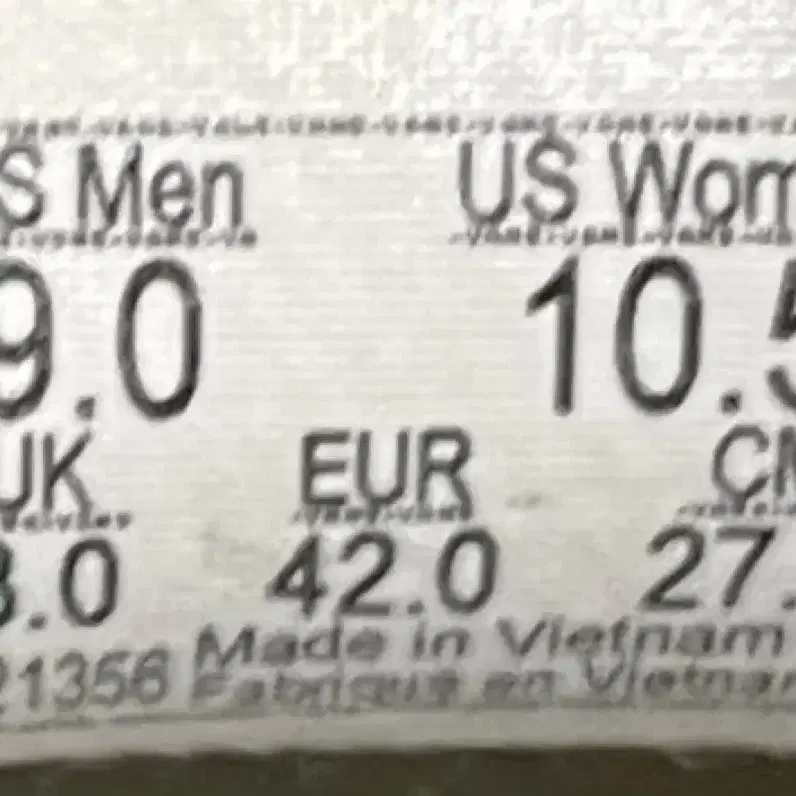 S Men US Wom
9.0 10.5
UK EUR CM
8.0 42.0 27.
21356 Made in Vietnam
Fabriqué en Vietnam